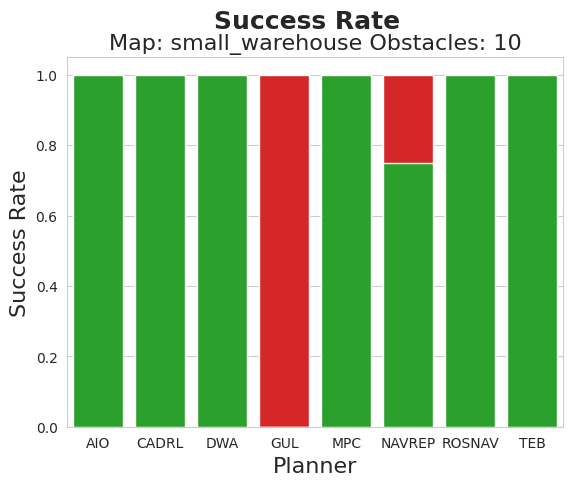 Success Rate
Map: small_warehouse Obstacles: 10
Success Rate
1.0
0.8
0.6
0.4
0.2
0.0
AIO CADRL DWA GUL MPC NAVREP ROSNAV TEB
Planner